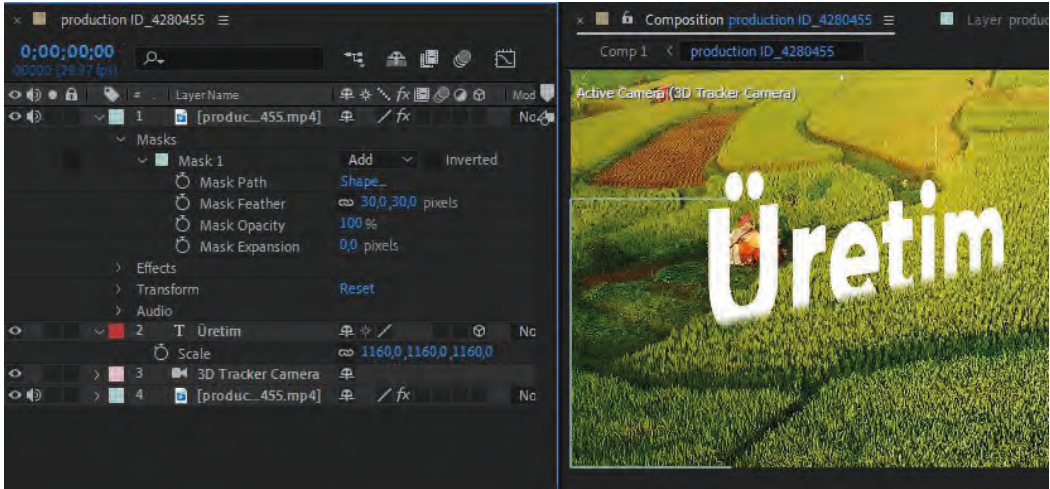 production ID_4280455
0;00;00;00
00000 (29.97 fps)
# Layer Name Mod
1 [produc...455.mp4] No
Masks
Mask 1 Add Inverted
Mask Path Shape...
Mask Feather 30,0,30,0 pixels
Mask Opacity 100 %
Mask Expansion 0,0 pixels
Effects
Transform Reset
Audio
2 T Üretim No
Scale 1160,0,1160,0,1160,0
3 3D Tracker Camera
4 [produc...455.mp4] No
Composition production ID_4280455 Layer produc
Comp 1 production ID_4280455
Active Camera (3D Tracker Camera)
Üretim